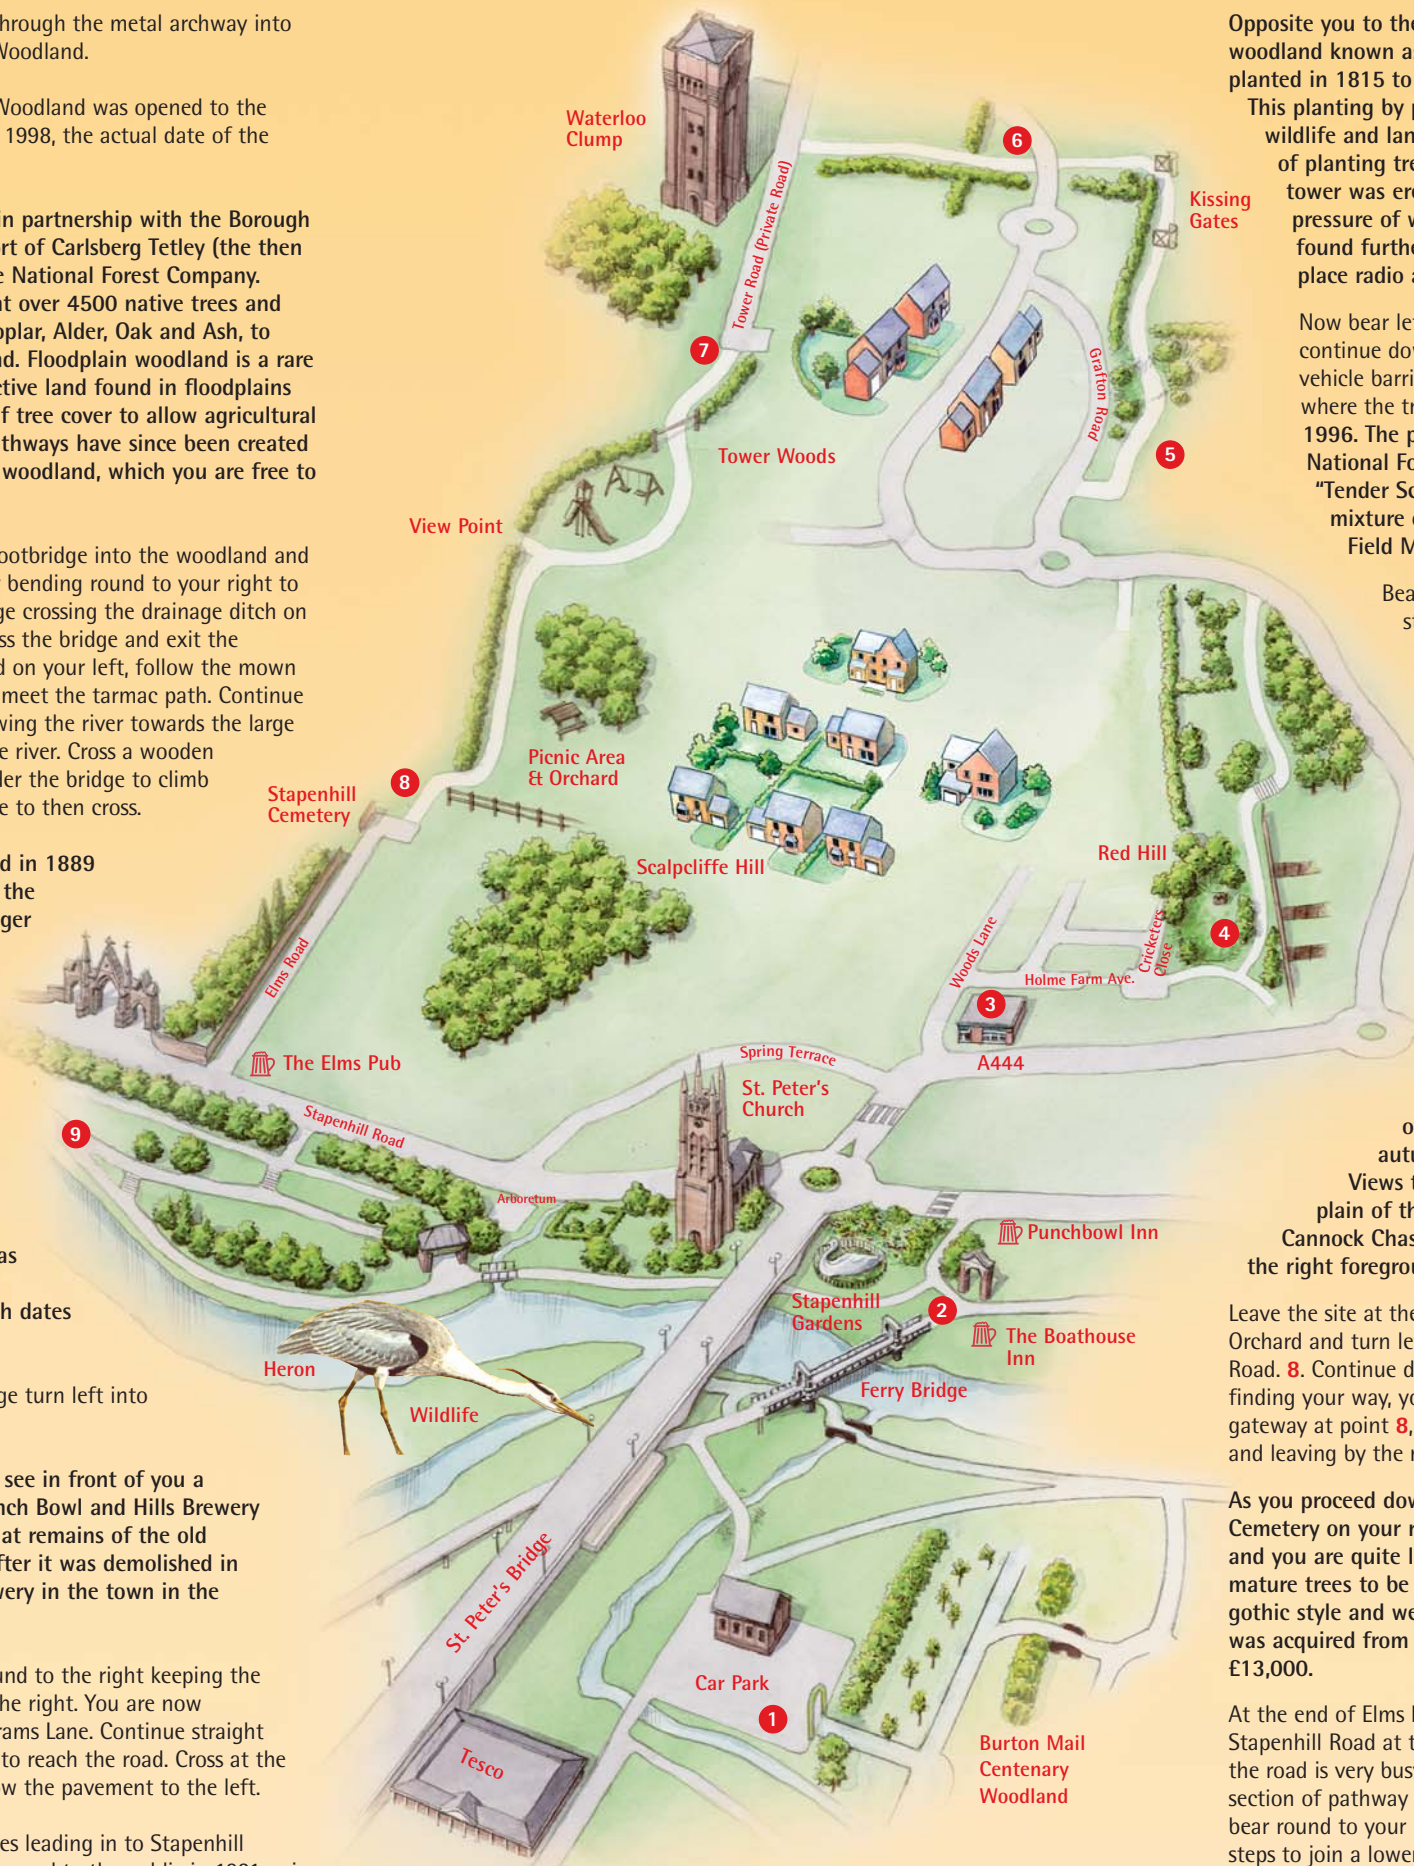 hrough the metal archway into
Woodland.
Woodland was opened to the
1998, the actual date of the
in partnership with the Borough
rt of Carlsberg Tetley (the then
e National Forest Company.
nt over 4500 native trees and
oplar, Alder, Oak and Ash, to
nd. Floodplain woodland is a rare
ctive land found in floodplains
of tree cover to allow agricultural
thways have since been created
woodland, which you are free to
ootbridge into the woodland and
bending round to your right to
ge crossing the drainage ditch on
ss the bridge and exit the
d on your left, follow the mown
meet the tarmac path. Continue
wing the river towards the large
e river. Cross a wooden
der the bridge to climb
e to then cross.
d in 1889
the
ger
as
h dates
ge turn left into
see in front of you a
nch Bowl and Hills Brewery
at remains of the old
fter it was demolished in
wery in the town in the
und to the right keeping the
the right. You are now
rams Lane. Continue straight
to reach the road. Cross at the
ow the pavement to the left.
es leading in to Stapenhill
Waterloo
Clump
6
Kissing
Gates
Tower Road (Private Road)
7
Grafton Road
5
Tower Woods
View Point
Picnic Area
& Orchard
8
Stapenhill
Cemetery
Scalpcliffe Hill
Red Hill
4
Woods Lane
Cricketers
Close
Holme Farm Ave.
3
A444
Elms Road
The Elms Pub
Spring Terrace
St. Peter's
Church
9
Stapenhill Road
Arboretum
Punchbowl Inn
Stapenhill
Gardens
2
The Boathouse
Inn
Ferry Bridge
Heron
Wildlife
St. Peter's Bridge
Car Park
1
Tesco
Burton Mail
Centenary
Woodland
Opposite you to the
woodland known a
planted in 1815 to
This planting by p
wildlife and lan
of planting tre
tower was ere
pressure of w
found furthe
place radio a
Now bear le
continue dow
vehicle barri
where the tr
1996. The p
National Fo
"Tender Sc
mixture
Field M
Bea
st
o
autu
Views t
plain of th
Cannock Chas
the right foregrou
Leave the site at the
Orchard and turn le
Road. 8. Continue d
finding your way, yo
gateway at point 8,
and leaving by the r
As you proceed dow
Cemetery on your r
and you are quite l
mature trees to be
gothic style and we
was acquired from
£13,000.
At the end of Elms
Stapenhill Road at t
the road is very bus
section of pathway
bear round to your
steps to join a lowe